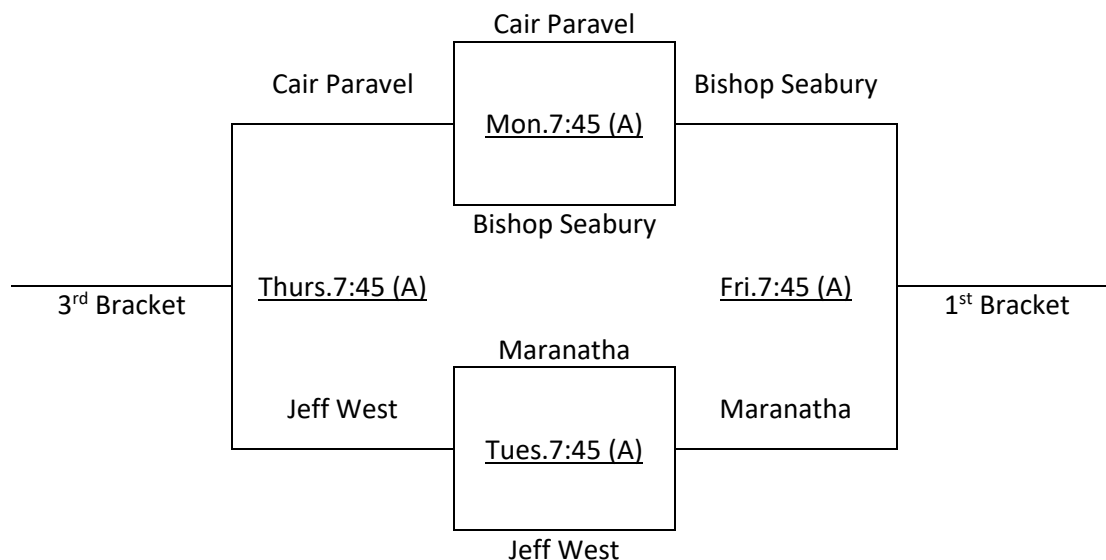 Cair Paravel
Cair Paravel
Bishop Seabury
Mon.7:45 (A)
Bishop Seabury
Thurs.7:45 (A)
Fri.7:45 (A)
3rd Bracket
1st Bracket
Maranatha
Jeff West
Maranatha
Tues.7:45 (A)
Jeff West